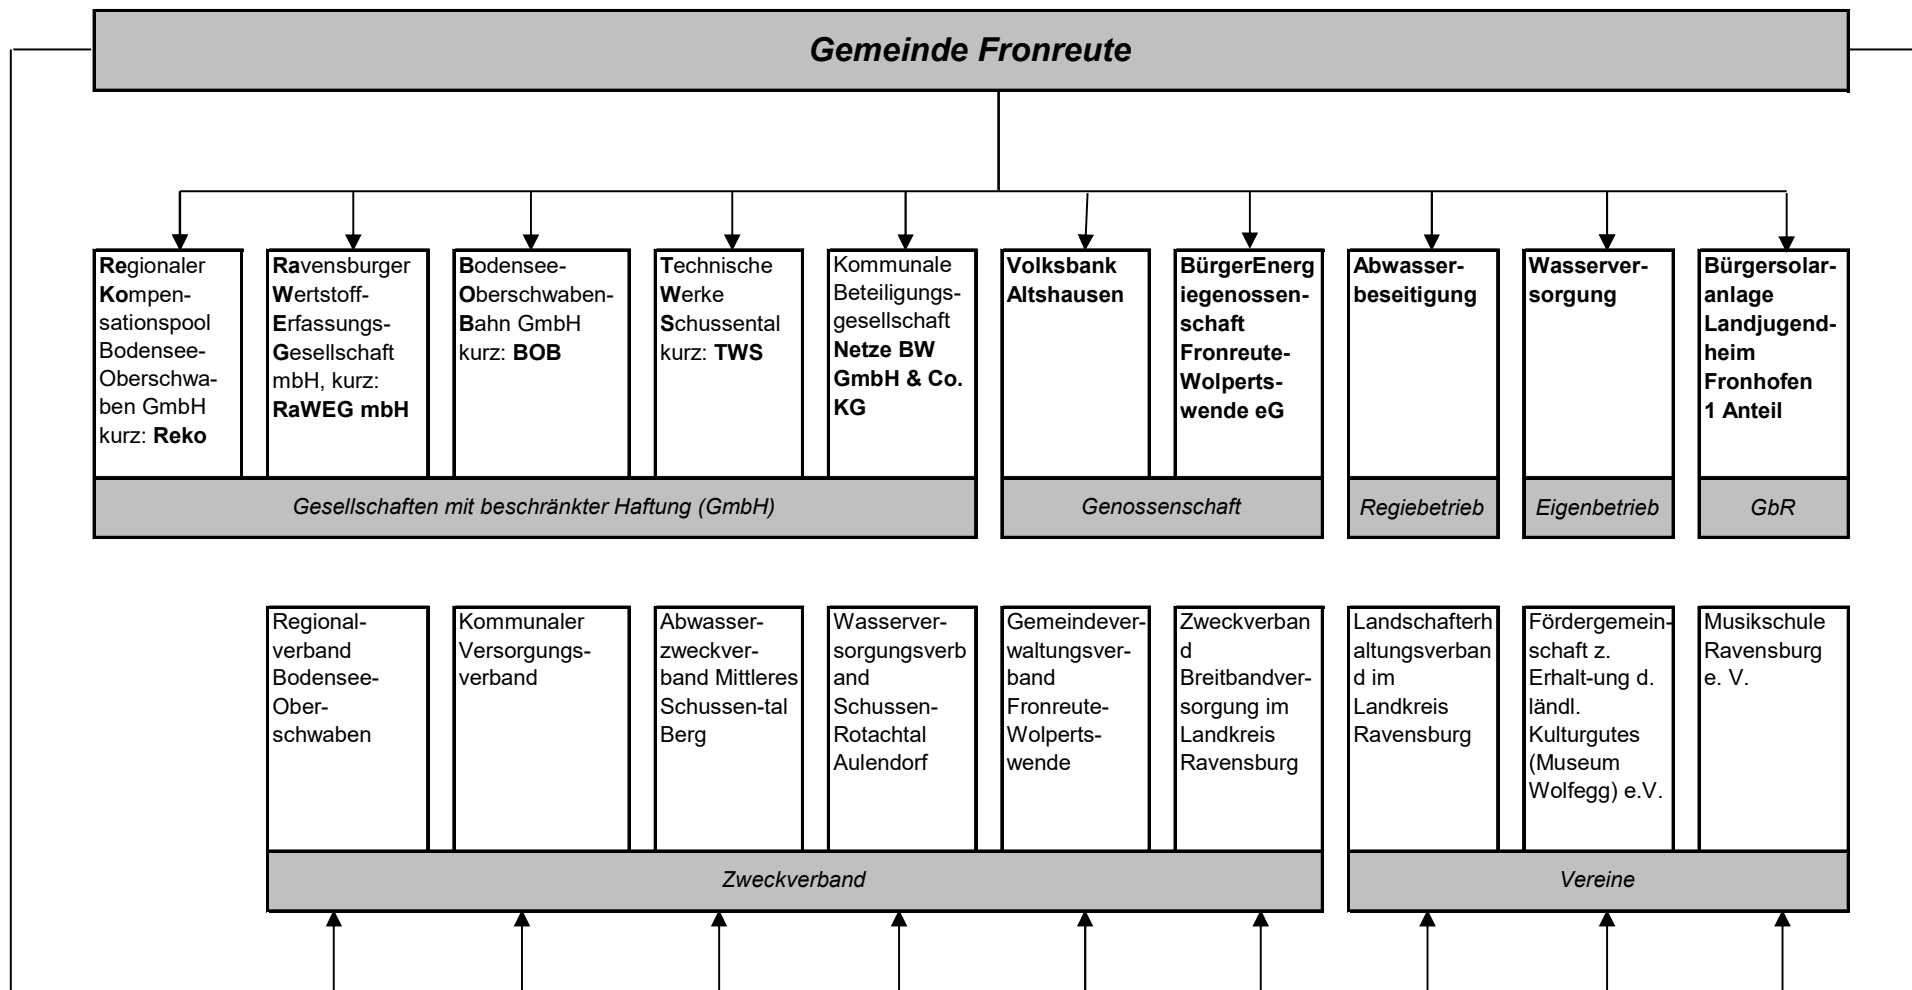 Gemeinde Fronreute
Regionaler
Kompen-
sationspool
Bodensee-
Oberschwa-
ben GmbH
kurz: Reko
Ravensburger
Wertstoff-
Erfassungs-
Gesellschaft
mbH, kurz:
RaWEG mbH
Bodensee-
Oberschwaben-
Bahn GmbH
kurz: BOB
Technische
Werke
Schussental
kurz: TWS
Kommunale
Beteiligungs-
gesellschaft
Netze BW
GmbH & Co.
KG
Volksbank
Altshausen
BürgerEnerg
iegenossen-
schaft
Fronreute-
Wolperts-
wende eG
Abwasser-
beseitigung
Wasserver-
sorgung
Bürgersolar-
anlage
Landjugend-
heim
Fronhofen
1 Anteil
Gesellschaften mit beschränkter Haftung (GmbH)
Genossenschaft
Regiebetrieb
Eigenbetrieb
GbR
Regional-
verband
Bodensee-
Ober-
schwaben
Kommunaler
Versorgungs-
verband
Abwasser-
zweckver-
band Mittleres
Schussen-tal
Berg
Wasserver-
sorgungsverb
and
Schussen-
Rotachtal
Aulendorf
Gemeindever-
waltungsver-
band
Fronreute-
Wolperts-
wende
Zweckverban
d
Breitbandver-
sorgung im
Landkreis
Ravensburg
Landschafterh
altungsverban
d im
Landkreis
Ravensburg
Fördergemein-
schaft z.
Erhalt-ung d.
ländl.
Kulturgutes
(Museum
Wolfegg) e.V.
Musikschule
Ravensburg
e. V.
Zweckverband
Vereine